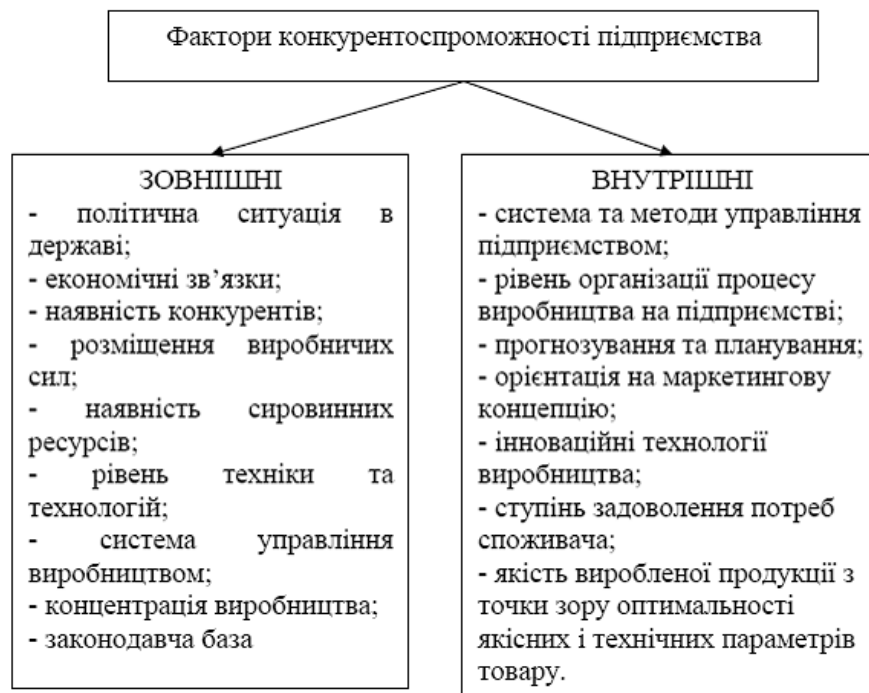 Фактори конкурентоспроможності підприємства
ЗОВНІШНІ
- політична ситуація в
державі;
- економічні зв’язки;
- наявність конкурентів;
- розміщення виробничих
сил;
- наявність сировинних
ресурсів;
- рівень техніки та
технологій;
- система управління
виробництвом;
- концентрація виробництва;
- законодавча база
ВНУТРІШНІ
- система та методи управління
підприємством;
- рівень організації процесу
виробництва на підприємстві;
- прогнозування та планування;
- орієнтація на маркетингову
концепцію;
- інноваційні технології
виробництва;
- ступінь задоволення потреб
споживача;
- якість виробленої продукції з
точки зору оптимальності
якісних і технічних параметрів
товару.